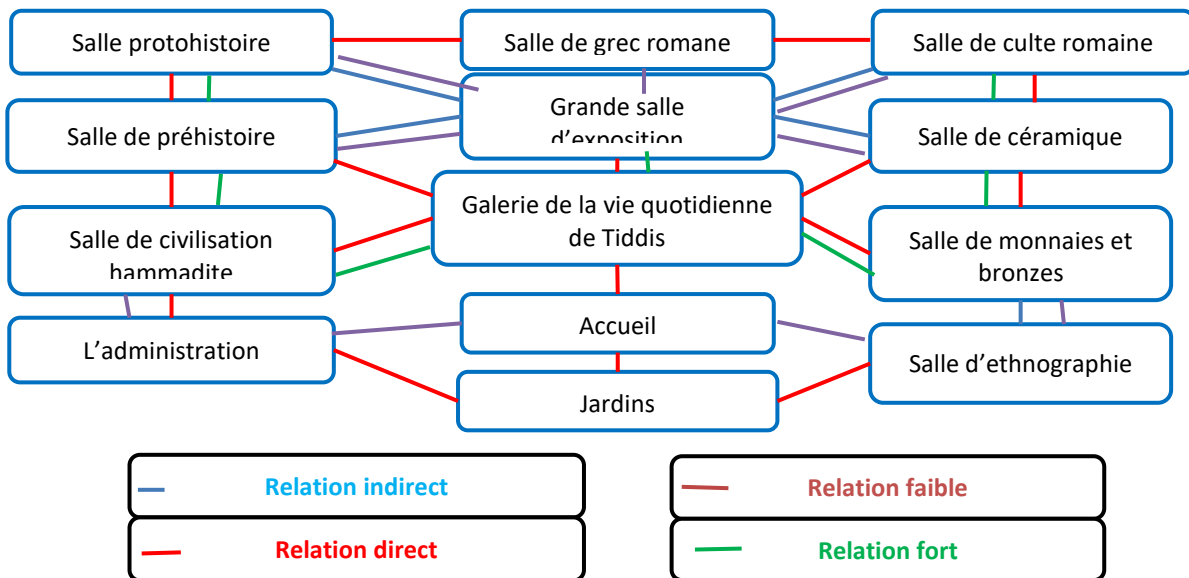 Salle protohistoire
Salle de grec romane
Salle de culte romaine
Grande salle
d’exposition
Salle de préhistoire
Salle de céramique
Galerie de la vie quotidienne
de Tiddis
Salle de civilisation
hammadite
Salle de monnaies et
bronzes
Accueil
L’administration
Salle d’ethnographie
Jardins
Relation indirect
Relation faible
Relation direct
Relation fort